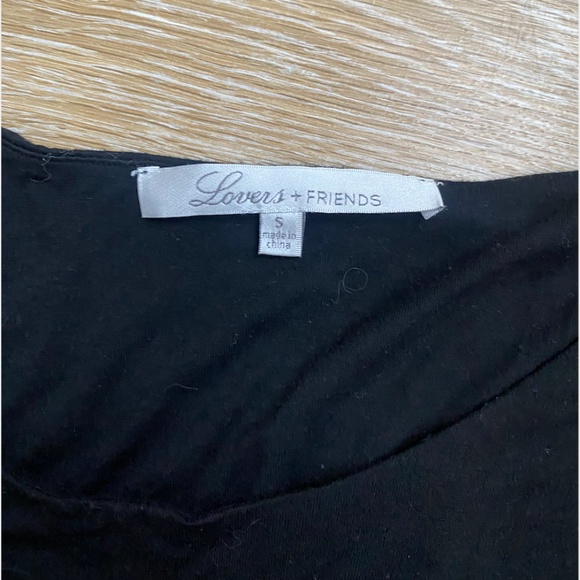 Lovers + FRIENDS
S
made in
china